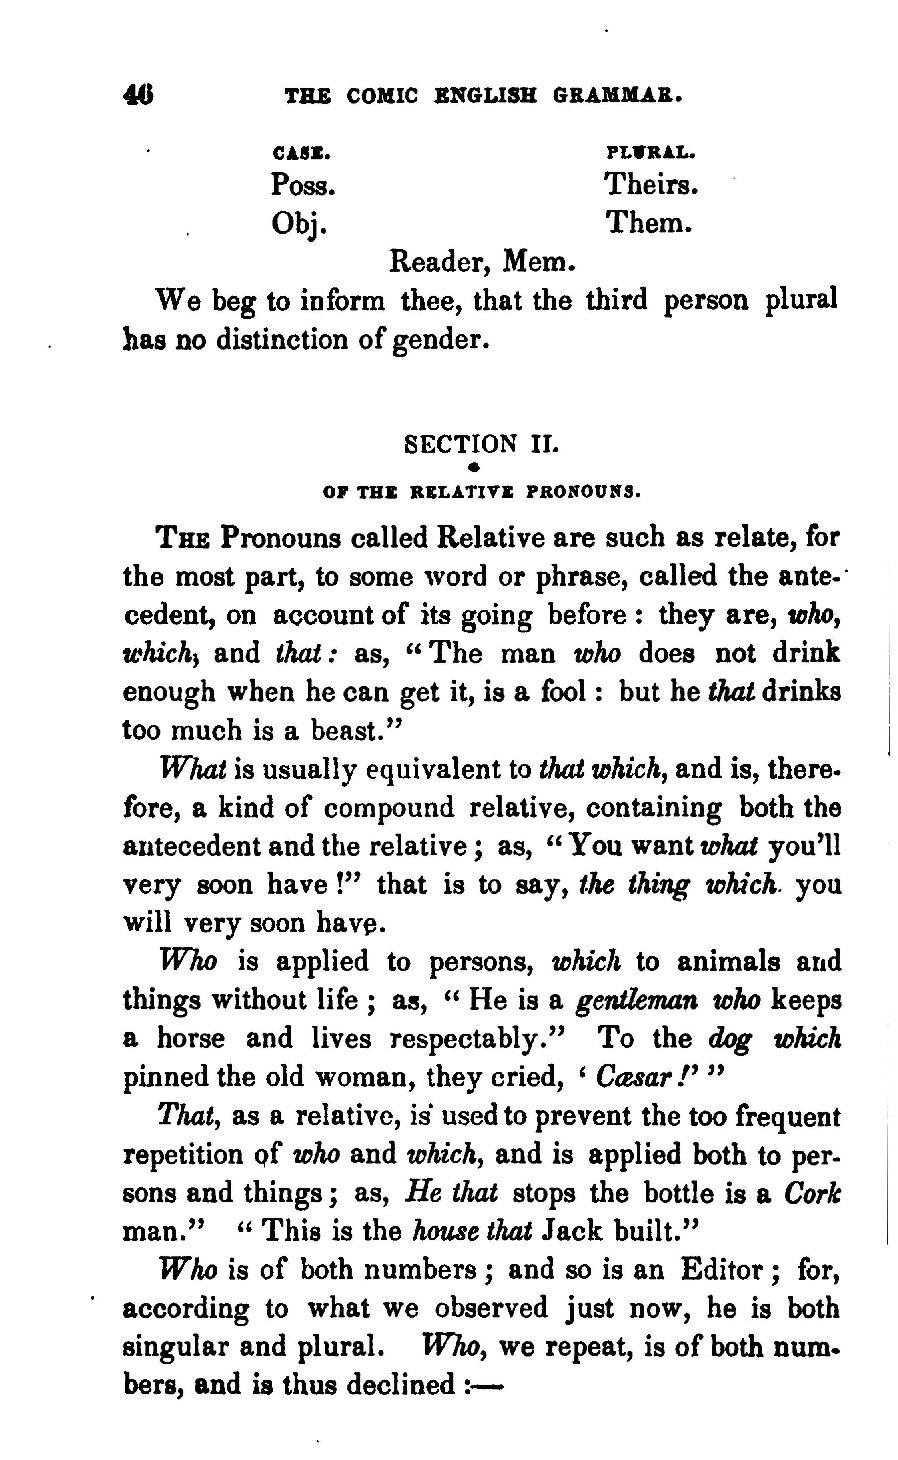 46 THE COMIC ENGLISH GRAMMAR.
CASE. PLURAL.
Poss. Theirs.
Obj. Them.
Reader, Mem.
We beg to inform thee, that the third person plural
has no distinction of gender.
SECTION II.
OF THE RELATIVE PRONOUNS.
THE Pronouns called Relative are such as relate, for
the most part, to some word or phrase, called the ante-
cedent, on account of its going before : they are, who,
which, and that : as, “ The man who does not drink
enough when he can get it, is a fool : but he that drinks
too much is a beast.”
What is usually equivalent to that which, and is, there-
fore, a kind of compound relative, containing both the
antecedent and the relative ; as, “ You want what you’ll
very soon have !” that is to say, the thing which you
will very soon have.
Who is applied to persons, which to animals and
things without life ; as, “ He is a gentleman who keeps
a horse and lives respectably.” To the dog which
pinned the old woman, they cried, ‘ Cæsar !’ ”
That, as a relative, is used to prevent the too frequent
repetition of who and which, and is applied both to per-
sons and things ; as, He that stops the bottle is a Cork
man.” “ This is the house that Jack built.”
Who is of both numbers ; and so is an Editor ; for,
according to what we observed just now, he is both
singular and plural. Who, we repeat, is of both num-
bers, and is thus declined :—